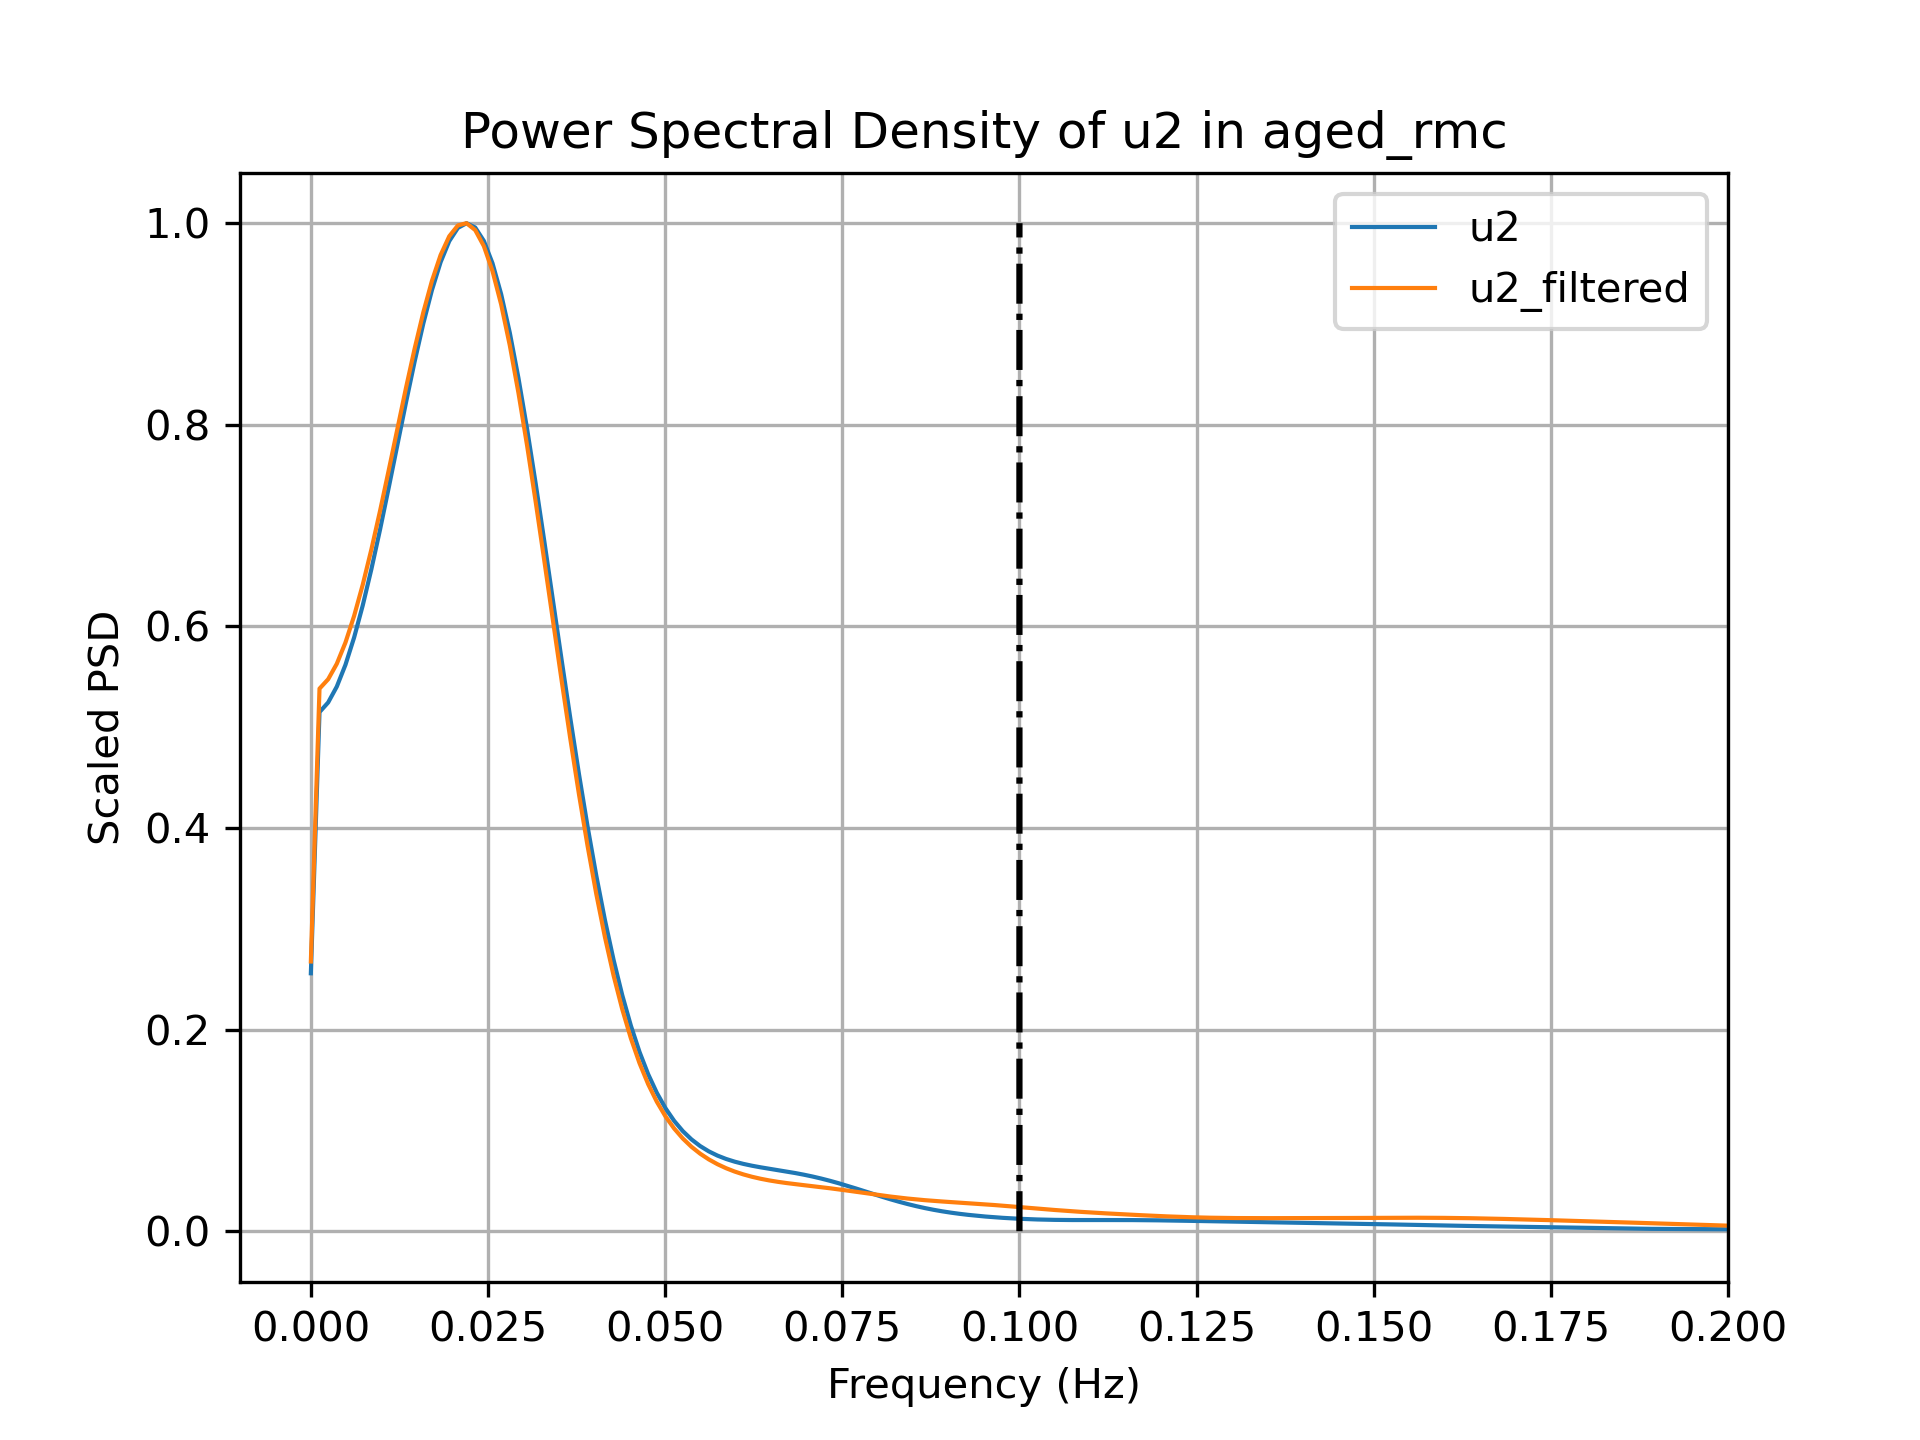 Power Spectral Density of u2 in aged_rmc
u2
u2_filtered
1.0
0.8
0.6
0.4
0.2
0.0
Scaled PSD
0.000 0.025 0.050 0.075 0.100 0.125 0.150 0.175 0.200
Frequency (Hz)